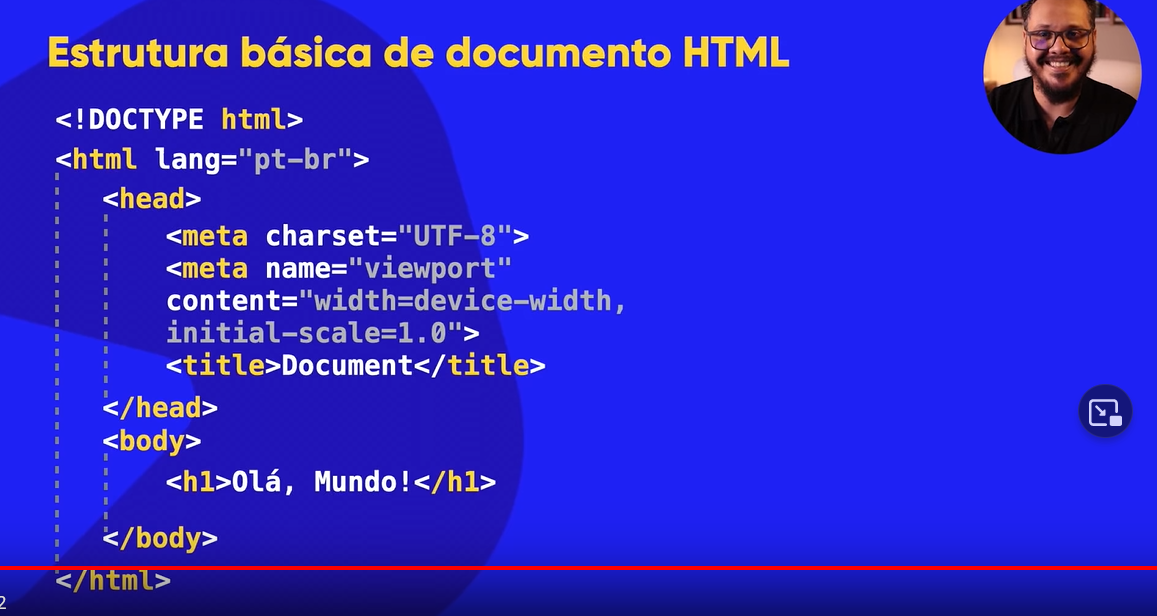 Estrutura básica de documento HTML
<!DOCTYPE html>
<html lang="pt-br">
<head>
<meta charset="UTF-8">
<meta name="viewport"
content="width=device-width,
initial-scale=1.0">
<title>Document</title>
</head>
<body>
<h1>Olá, Mundo!</h1>
</body>
</html>
2